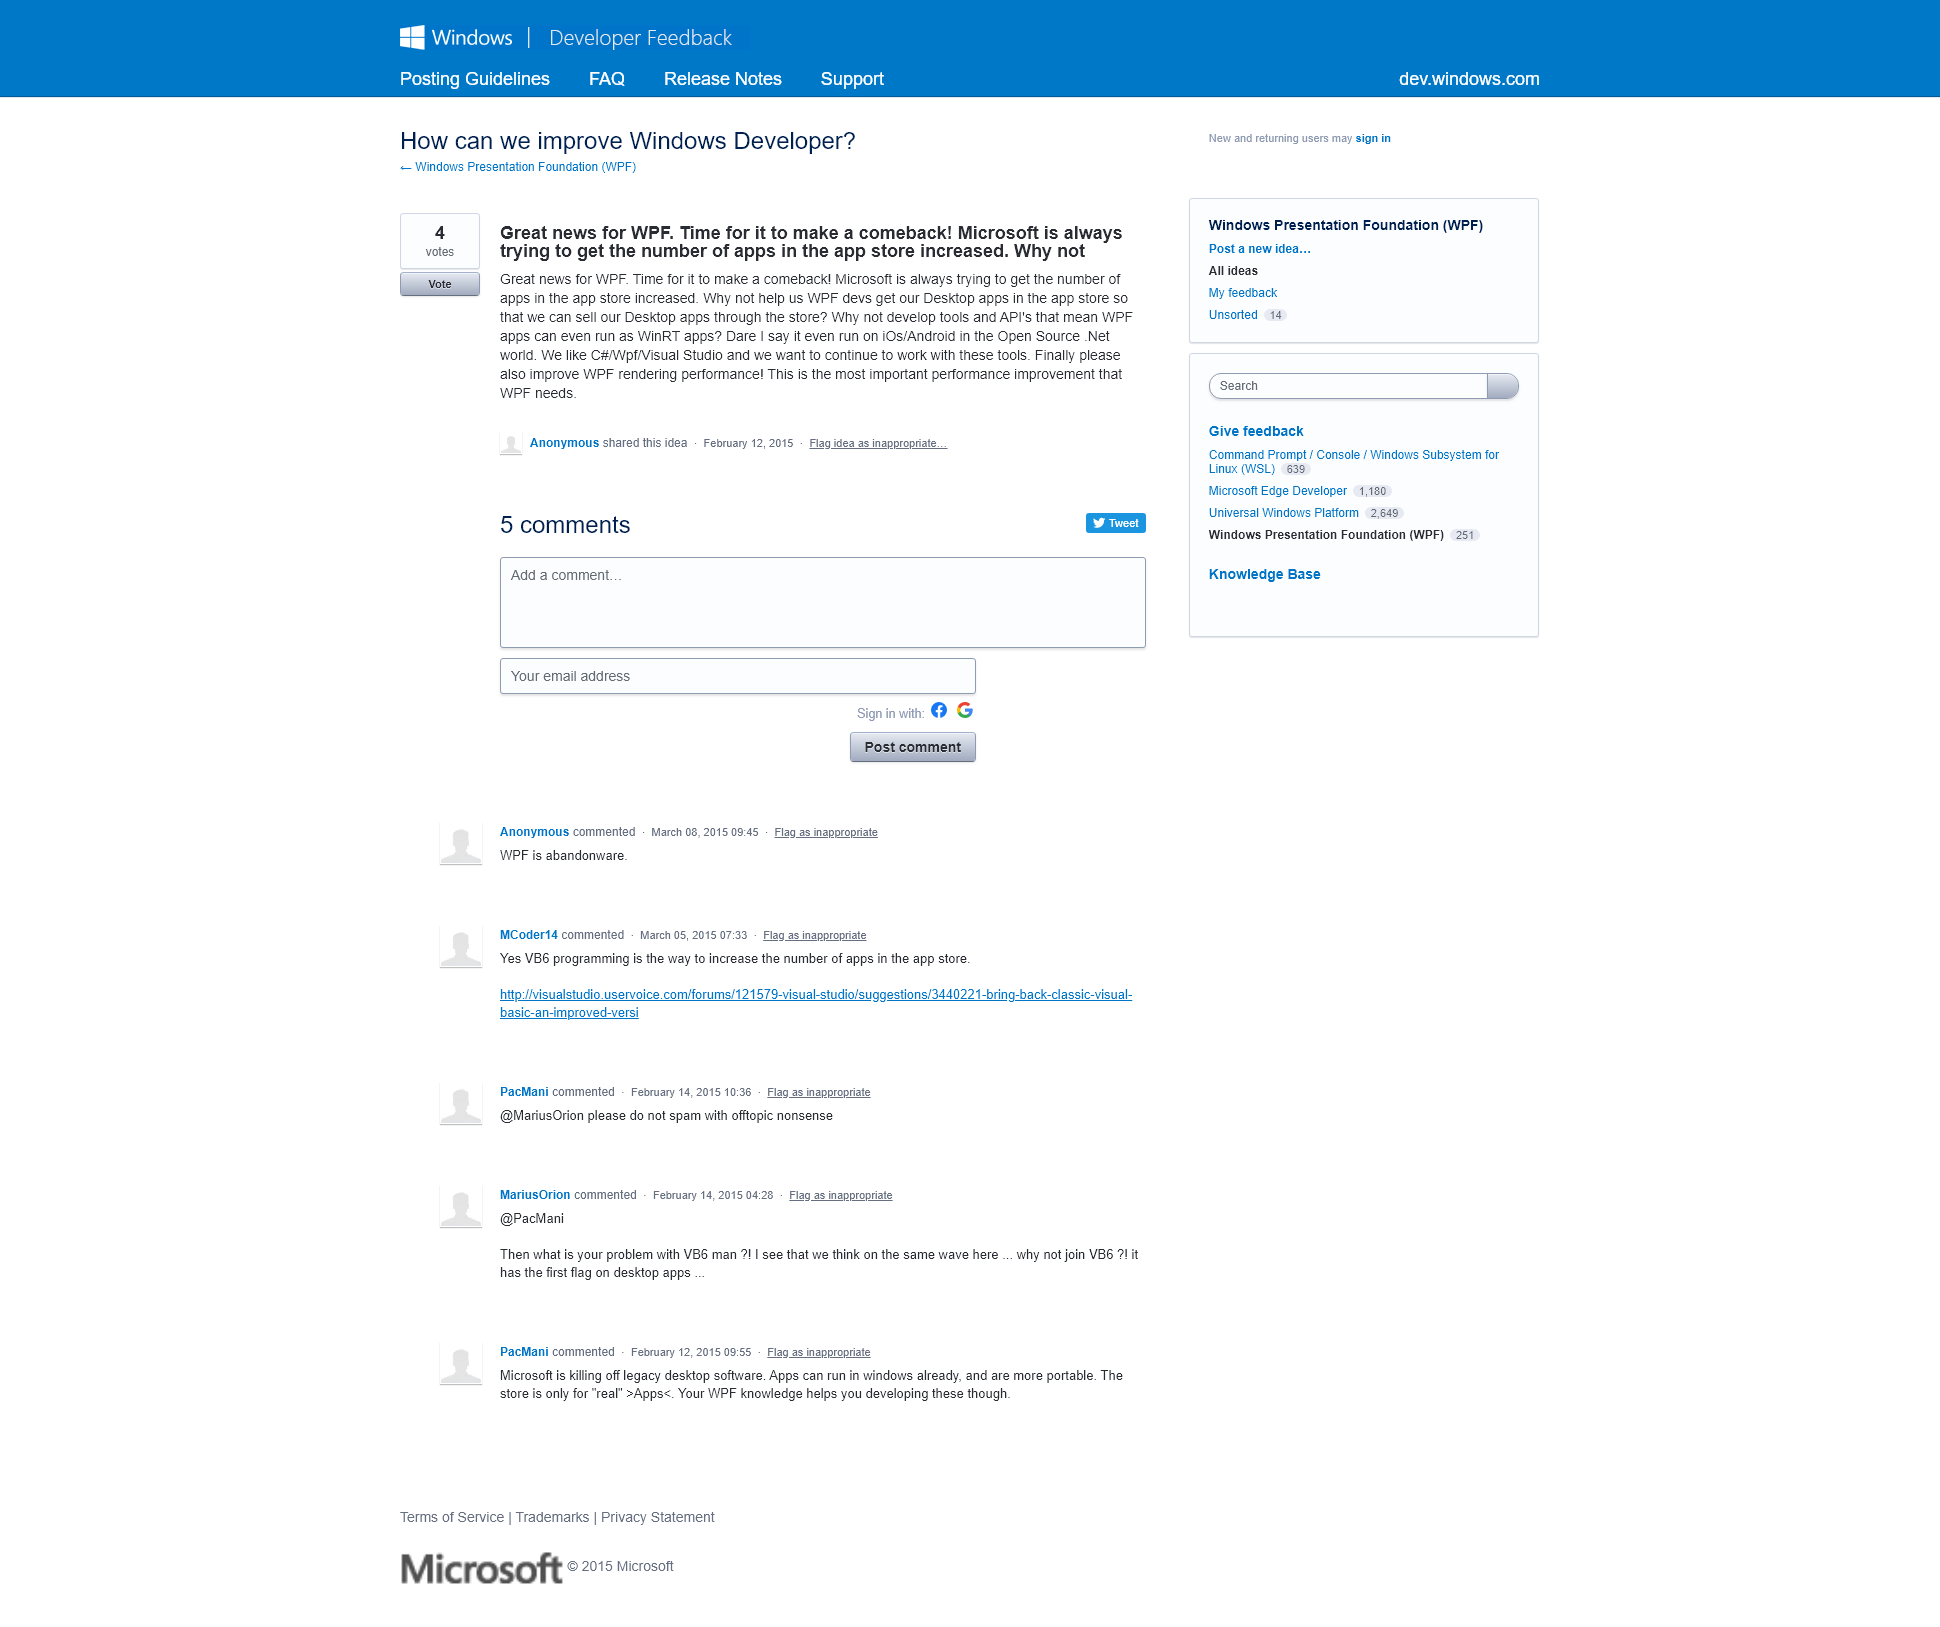 Windows | Developer Feedback
Posting Guidelines FAQ Release Notes Support dev.windows.com
How can we improve Windows Developer?
← Windows Presentation Foundation (WPF)
New and returning users may sign in
4
votes
Vote
Great news for WPF. Time for it to make a comeback! Microsoft is always
trying to get the number of apps in the app store increased. Why not
Great news for WPF. Time for it to make a comeback! Microsoft is always trying to get the number of
apps in the app store increased. Why not help us WPF devs get our Desktop apps in the app store so
that we can sell our Desktop apps through the store? Why not develop tools and API's that mean WPF
apps can even run as WinRT apps? Dare I say it even run on iOs/Android in the Open Source .Net
world. We like C#/Wpf/Visual Studio and we want to continue to work with these tools. Finally please
also improve WPF rendering performance! This is the most important performance improvement that
WPF needs.
Anonymous shared this idea · February 12, 2015 · Flag idea as inappropriate…
5 comments
Tweet
Add a comment…
Your email address
Sign in with:
Post comment
Anonymous commented · March 08, 2015 09:45 · Flag as inappropriate
WPF is abandonware.
MCoder14 commented · March 05, 2015 07:33 · Flag as inappropriate
Yes VB6 programming is the way to increase the number of apps in the app store.
http://visualstudio.uservoice.com/forums/121579-visual-studio/suggestions/3440221-bring-back-classic-visual-
basic-an-improved-versi
PacMani commented · February 14, 2015 10:36 · Flag as inappropriate
@MariusOrion please do not spam with offtopic nonsense
MariusOrion commented · February 14, 2015 04:28 · Flag as inappropriate
@PacMani
Then what is your problem with VB6 man ?! I see that we think on the same wave here ... why not join VB6 ?! it
has the first flag on desktop apps ...
PacMani commented · February 12, 2015 09:55 · Flag as inappropriate
Microsoft is killing off legacy desktop software. Apps can run in windows already, and are more portable. The
store is only for "real" >Apps<. Your WPF knowledge helps you developing these though.
Windows Presentation Foundation (WPF)
Post a new idea…
All ideas
My feedback
Unsorted 14
Search
Give feedback
Command Prompt / Console / Windows Subsystem for
Linux (WSL) 639
Microsoft Edge Developer 1,180
Universal Windows Platform 2,649
Windows Presentation Foundation (WPF) 251
Knowledge Base
Terms of Service | Trademarks | Privacy Statement
Microsoft © 2015 Microsoft